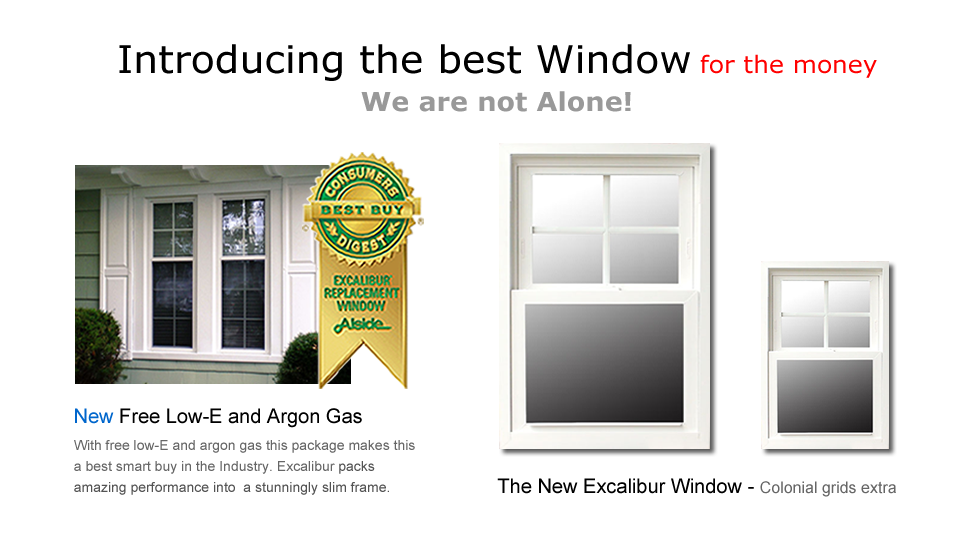 Introducing the best Window for the money
We are not Alone!
CONSUMERS
BEST BUY
DIGEST
EXCALIBUR
REPLACEMENT
WINDOW
Alside
New Free Low-E and Argon Gas
With free low-E and argon gas this package makes this
a best smart buy in the Industry. Excalibur packs
amazing performance into a stunningly slim frame.
The New Excalibur Window - Colonial grids extra